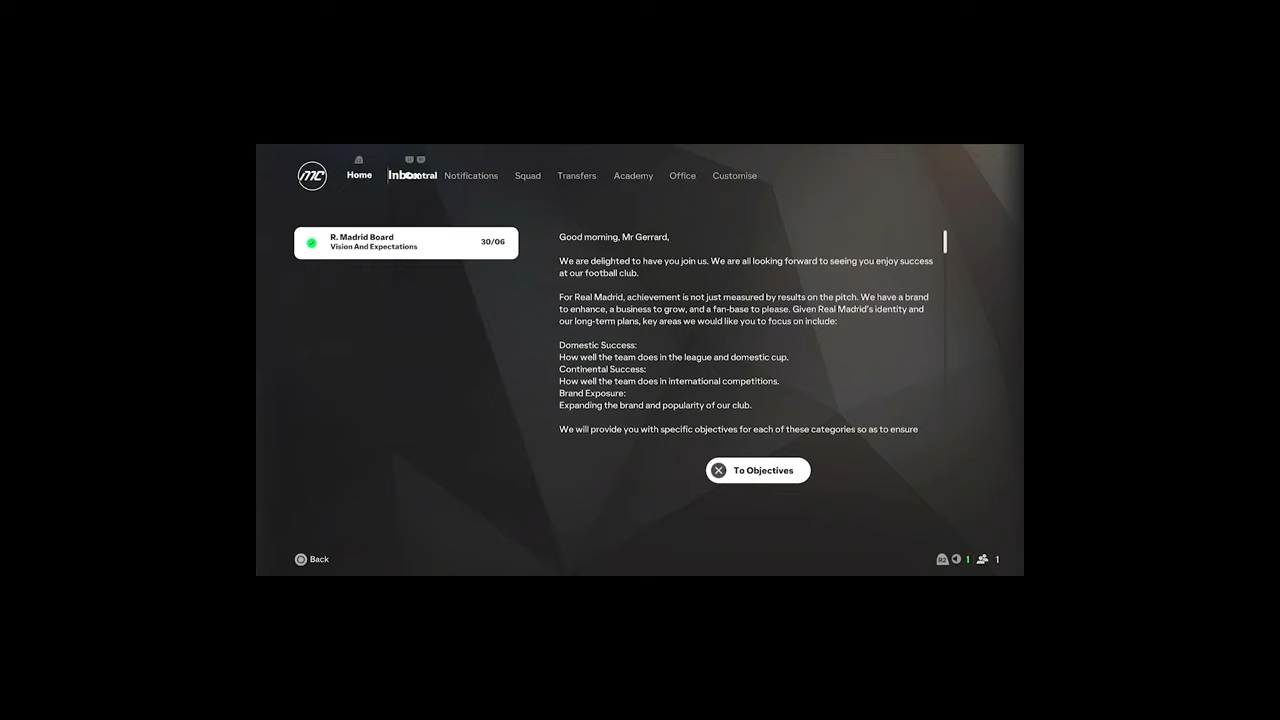 MC
Home
Inbox
Central
Notifications
Squad
Transfers
Academy
Office
Customise
R. Madrid Board
Vision And Expectations
30/06
Good morning, Mr Gerrard,
We are delighted to have you join us. We are all looking forward to seeing you enjoy success
at our football club.
For Real Madrid, achievement is not just measured by results on the pitch. We have a brand
to enhance, a business to grow, and a fan-base to please. Given Real Madrid's identity and
our long-term plans, key areas we would like you to focus on include:
Domestic Success:
How well the team does in the league and domestic cup.
Continental Success:
How well the team does in international competitions.
Brand Exposure:
Expanding the brand and popularity of our club.
We will provide you with specific objectives for each of these categories so as to ensure
To Objectives
Back
R2
1
1